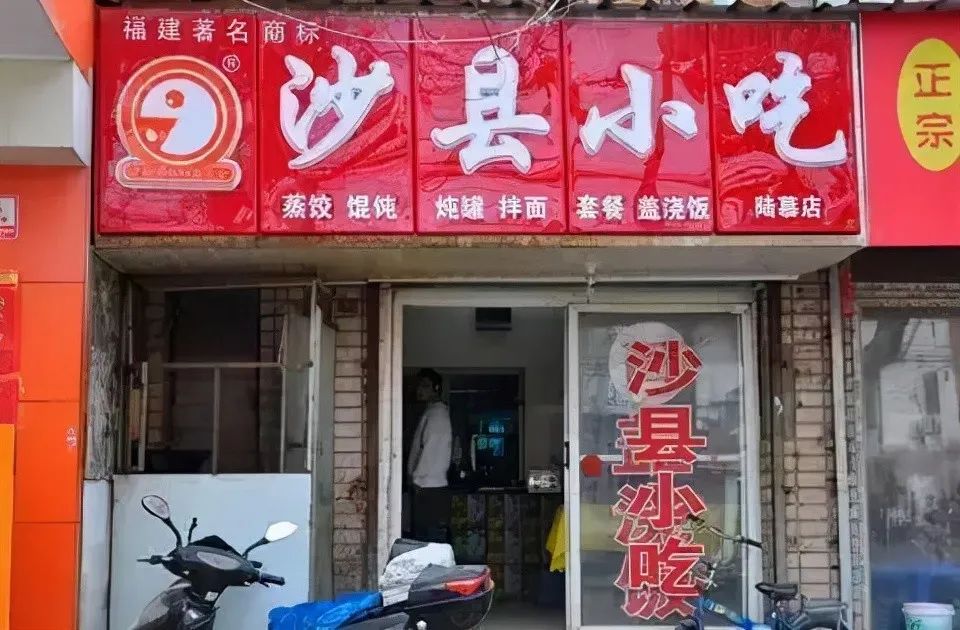 福建著名商标
沙县小吃
蒸饺 馄饨 炖罐 拌面 套餐 盖浇饭 陆慕店
正宗
沙县小吃